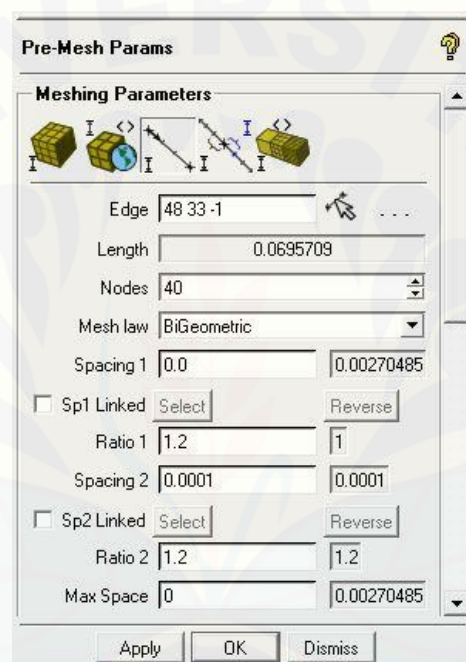 Pre-Mesh Params
Meshing Parameters
Edge 48 33 -1 ...
Length 0.0695709
Nodes 40
Mesh law BiGeometric
Spacing 1 0.0 0.00270485
Sp1 Linked Select Reverse
Ratio 1 1.2 1
Spacing 2 0.0001 0.0001
Sp2 Linked Select Reverse
Ratio 2 1.2 1.2
Max Space 0 0.00270485
Apply OK Dismiss